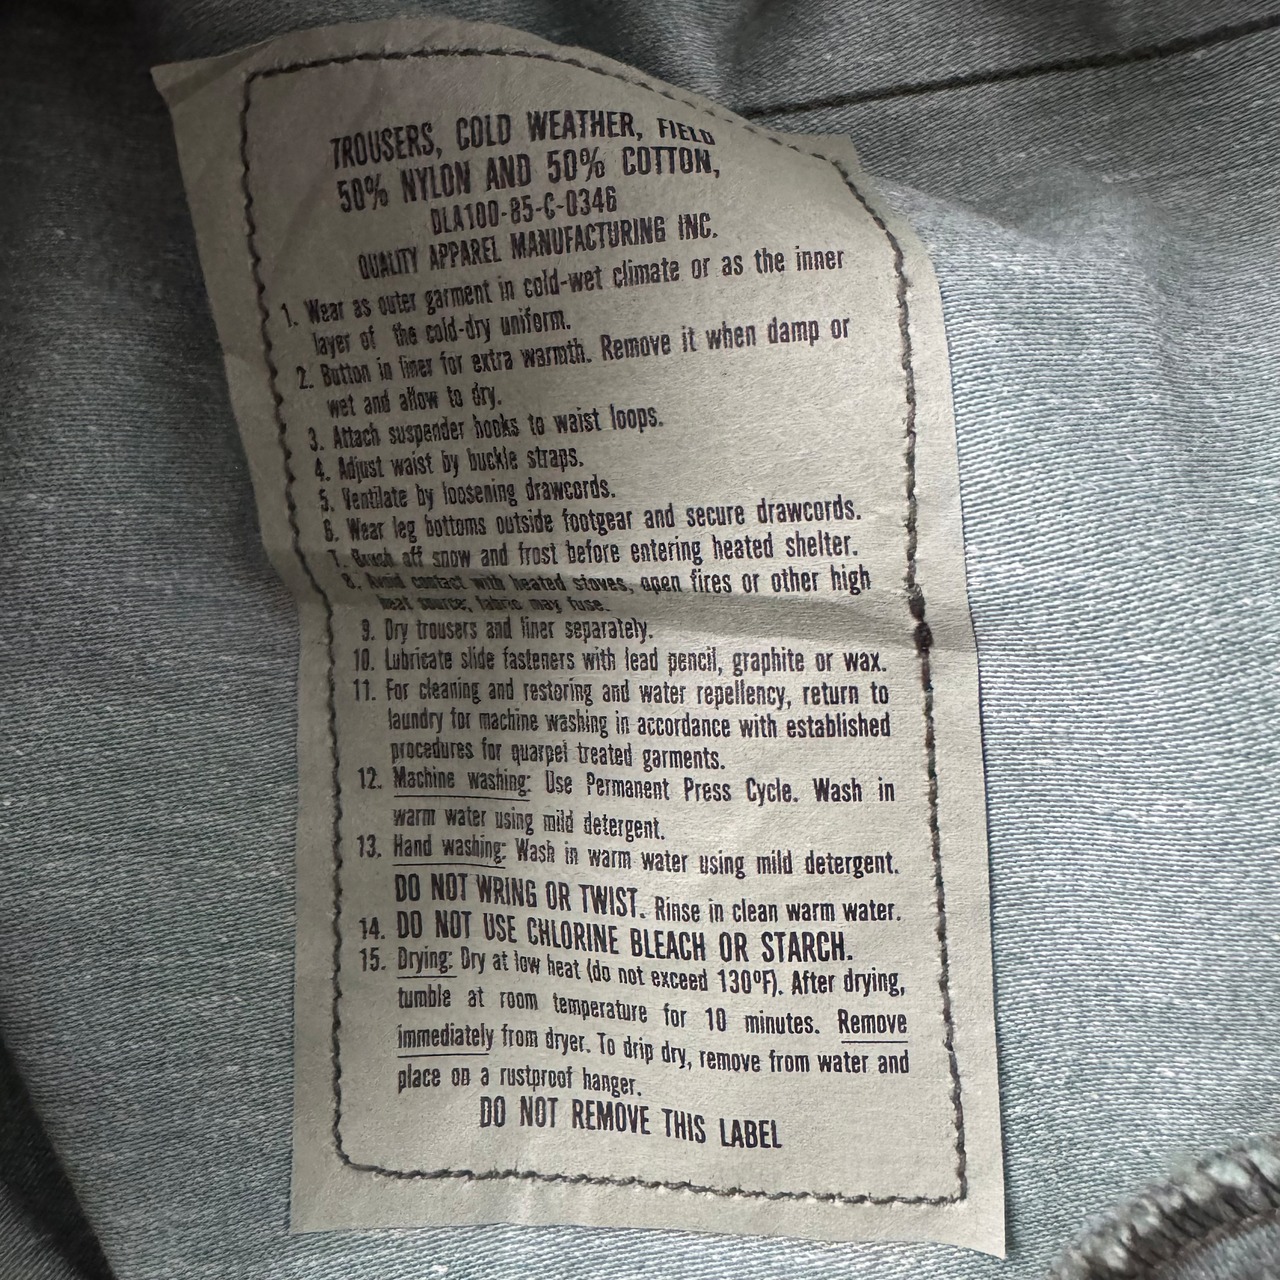 TROUSERS, COLD WEATHER, FIELD
50% NYLON AND 50% COTTON,
DLA100-85-C-0346
QUALITY APPAREL MANUFACTURING INC.
1. Wear as outer garment in cold-wet climate or as the inner
layer of the cold-dry uniform.
2. Button in liner for extra warmth. Remove it when damp or
wet and allow to dry.
3. Attach suspender hooks to waist loops.
4. Adjust waist by buckle straps.
5. Ventilate by loosening drawcords.
6. Wear leg bottoms outside footgear and secure drawcords.
7. Brush off snow and frost before entering heated shelter.
8. Avoid contact with heated stoves, open fires or other high
heat source; fabric may fuse.
9. Dry trousers and liner separately.
10. Lubricate slide fasteners with lead pencil, graphite or wax.
11. For cleaning and restoring and water repellency, return to
laundry for machine washing in accordance with established
procedures for quarpel treated garments.
12. Machine washing: Use Permanent Press Cycle. Wash in
warm water using mild detergent.
13. Hand washing: Wash in warm water using mild detergent.
DO NOT WRING OR TWIST. Rinse in clean warm water.
14. DO NOT USE CHLORINE BLEACH OR STARCH.
15. Drying: Dry at low heat (do not exceed 130ºF). After drying,
tumble at room temperature for 10 minutes. Remove
immediately from dryer. To drip dry, remove from water and
place on a rustproof hanger.
DO NOT REMOVE THIS LABEL